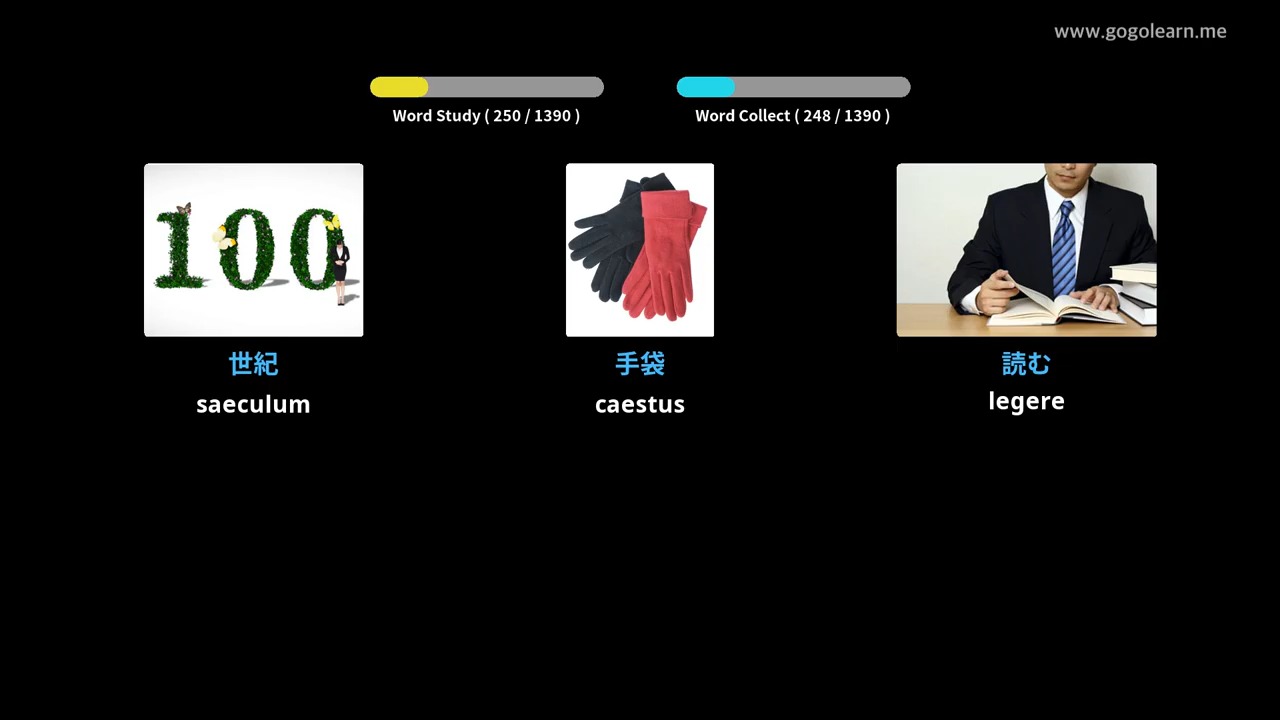 www.gogolearn.me
Word Study ( 250 / 1390 )
Word Collect ( 248 / 1390 )
100
世紀
手袋
読む
saeculum
caestus
legere